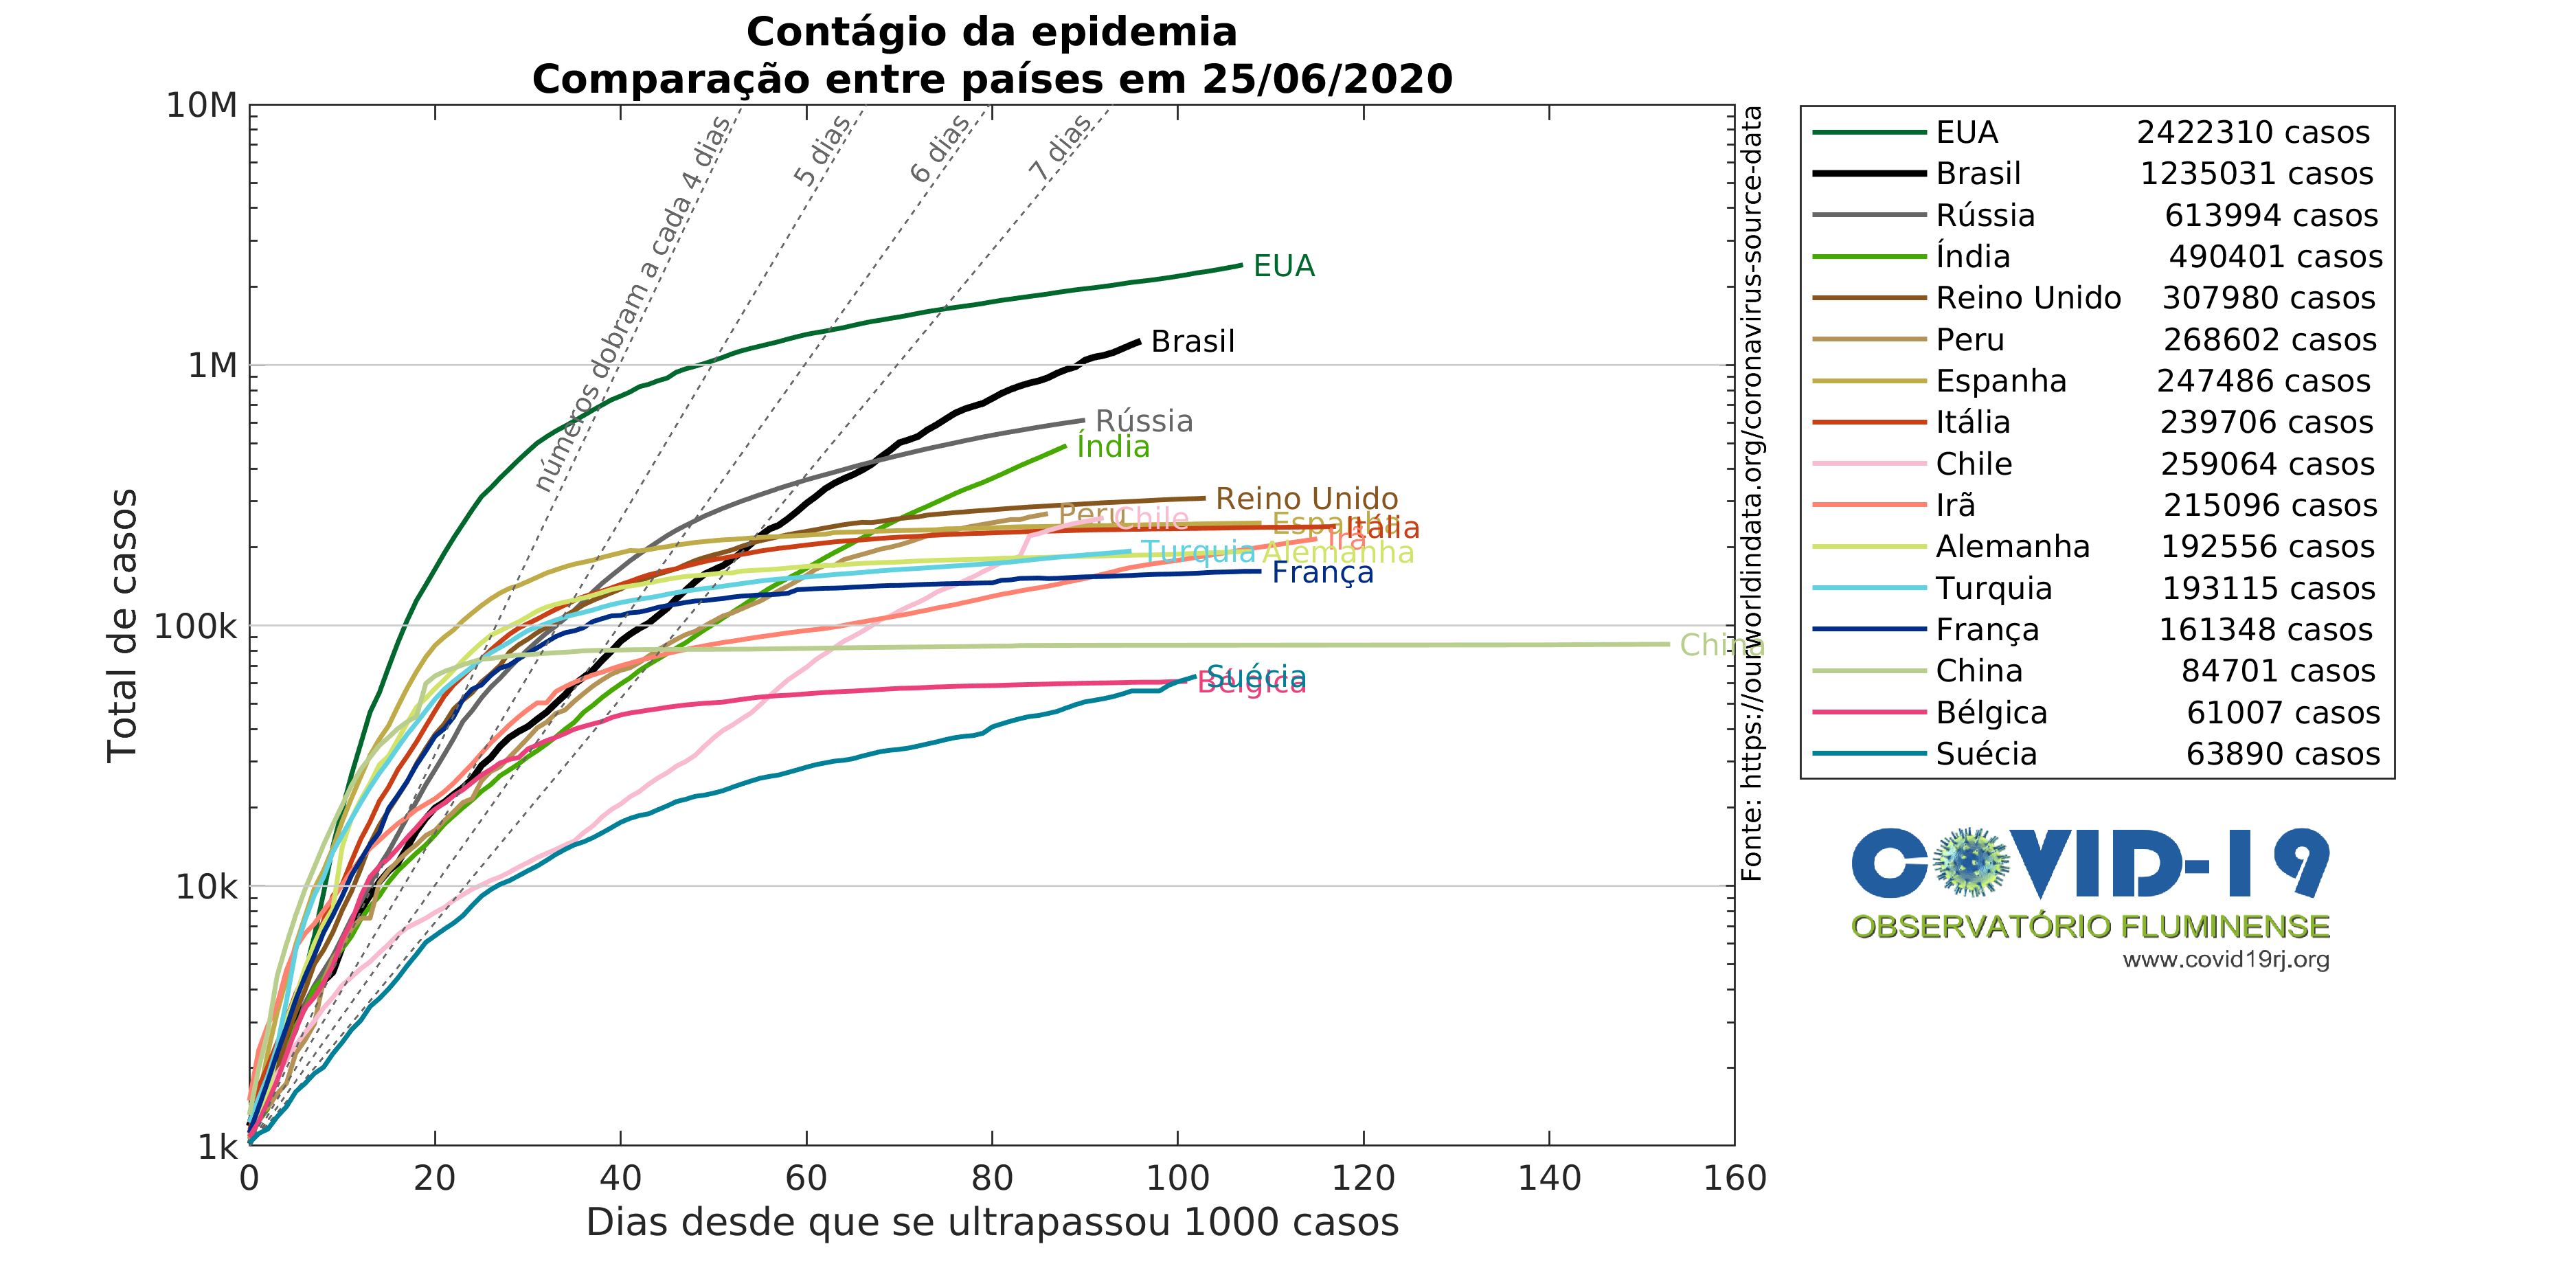 Contágio da epidemia
Comparação entre países em 25/06/2020
10M
1M
100k
10k
1k
Total de casos
0 20 40 60 80 100 120 140 160
Dias desde que se ultrapassou 1000 casos
números dobram a cada 4 dias
5 dias
6 dias
7 dias
EUA
Brasil
Rússia
Índia
Reino Unido
Peru
Chile
Espanha
Itália
Irã
Turquia
Alemanha
França
China
Suécia
Bélgica
Fonte: https://ourworldindata.org/coronavirus-source-data
EUA 2422310 casos
Brasil 1235031 casos
Rússia 613994 casos
Índia 490401 casos
Reino Unido 307980 casos
Peru 268602 casos
Espanha 247486 casos
Itália 239706 casos
Chile 259064 casos
Irã 215096 casos
Alemanha 192556 casos
Turquia 193115 casos
França 161348 casos
China 84701 casos
Bélgica 61007 casos
Suécia 63890 casos
COVID-19
OBSERVATÓRIO FLUMINENSE
www.covid19rj.org